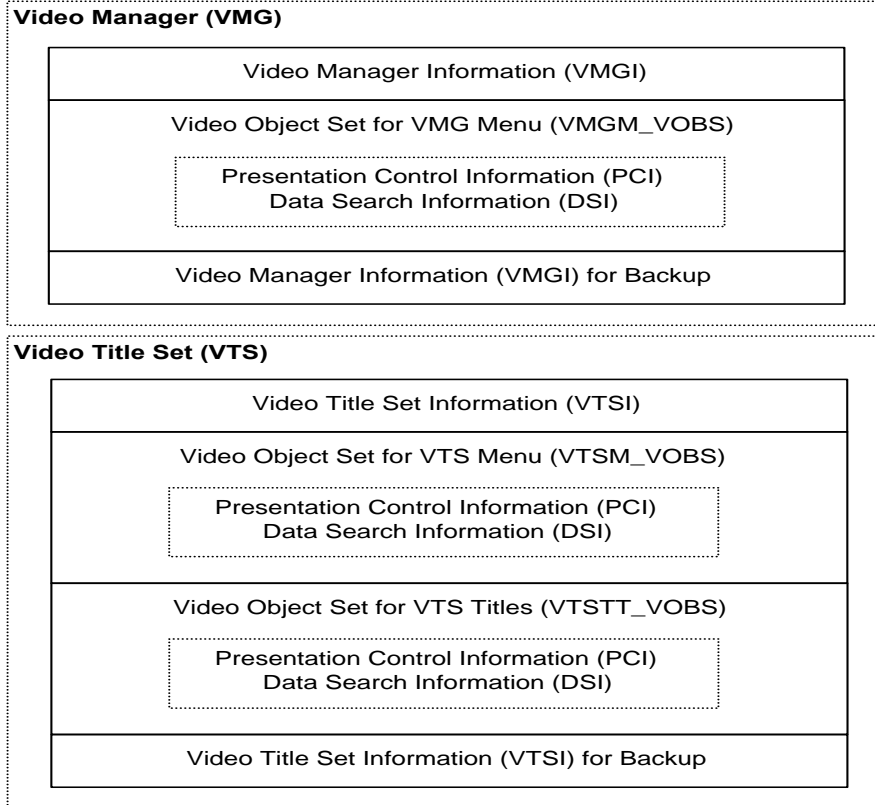 Video Manager (VMG)
Video Manager Information (VMGI)
Video Object Set for VMG Menu (VMGM_VOBS)
Presentation Control Information (PCI)
Data Search Information (DSI)
Video Manager Information (VMGI) for Backup
Video Title Set (VTS)
Video Title Set Information (VTSI)
Video Object Set for VTS Menu (VTSM_VOBS)
Presentation Control Information (PCI)
Data Search Information (DSI)
Video Object Set for VTS Titles (VTSTT_VOBS)
Presentation Control Information (PCI)
Data Search Information (DSI)
Video Title Set Information (VTSI) for Backup